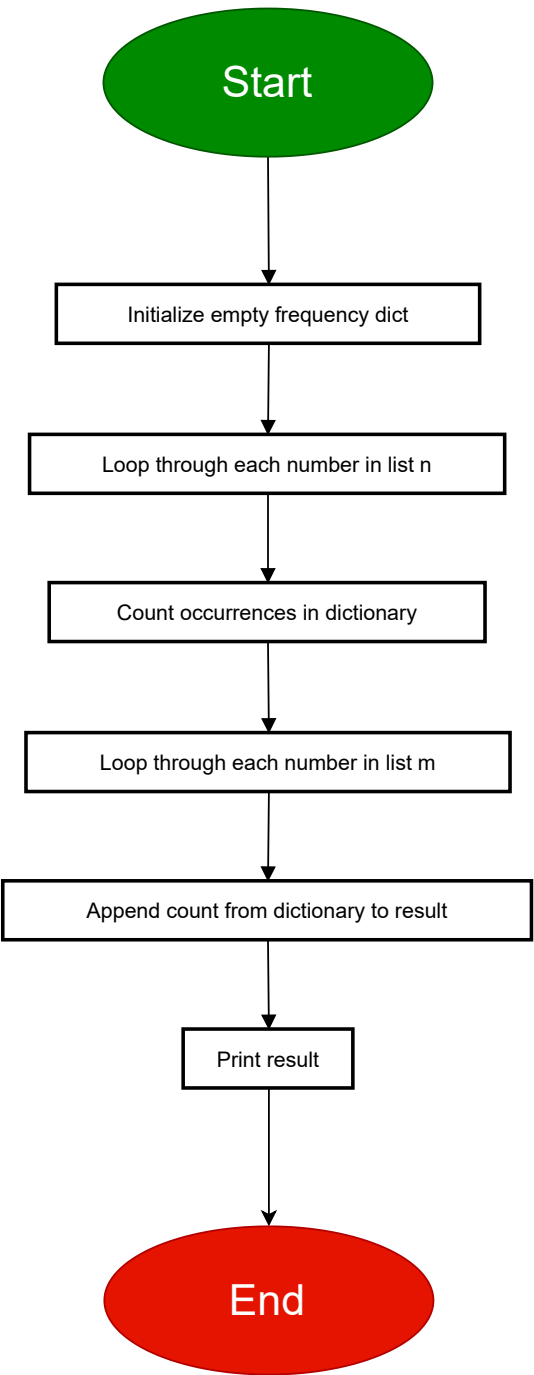 Start
Initialize empty frequency dict
Loop through each number in list n
Count occurrences in dictionary
Loop through each number in list m
Append count from dictionary to result
Print result
End